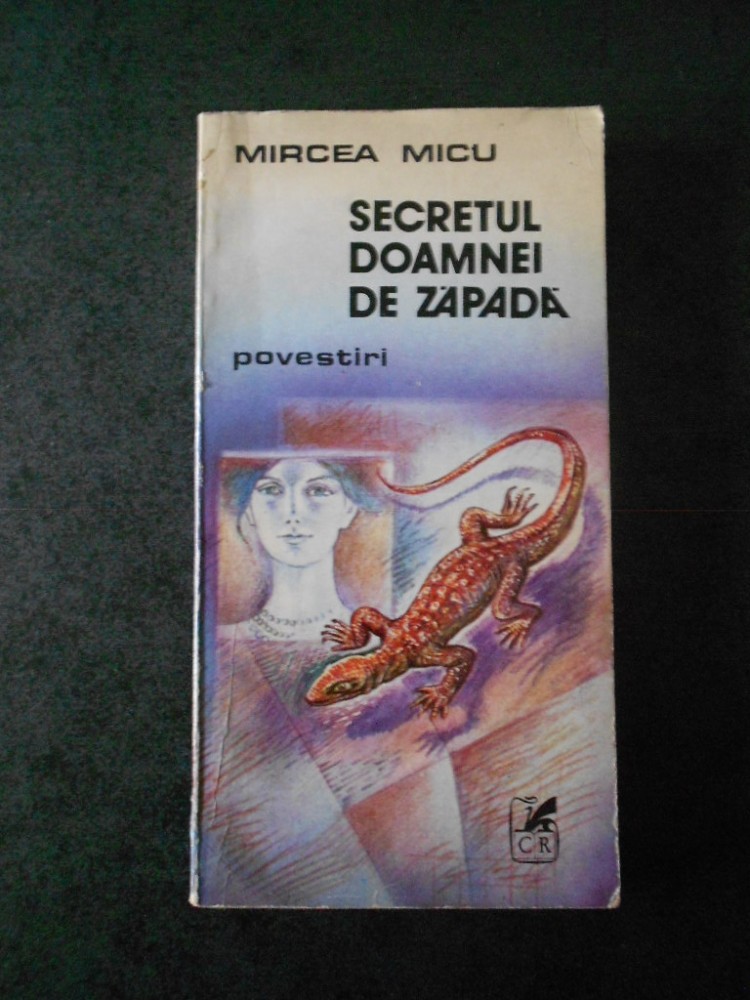 MIRCEA MICU
SECRETUL
DOAMNEI
DE ZĂPADĂ
povestiri
CR